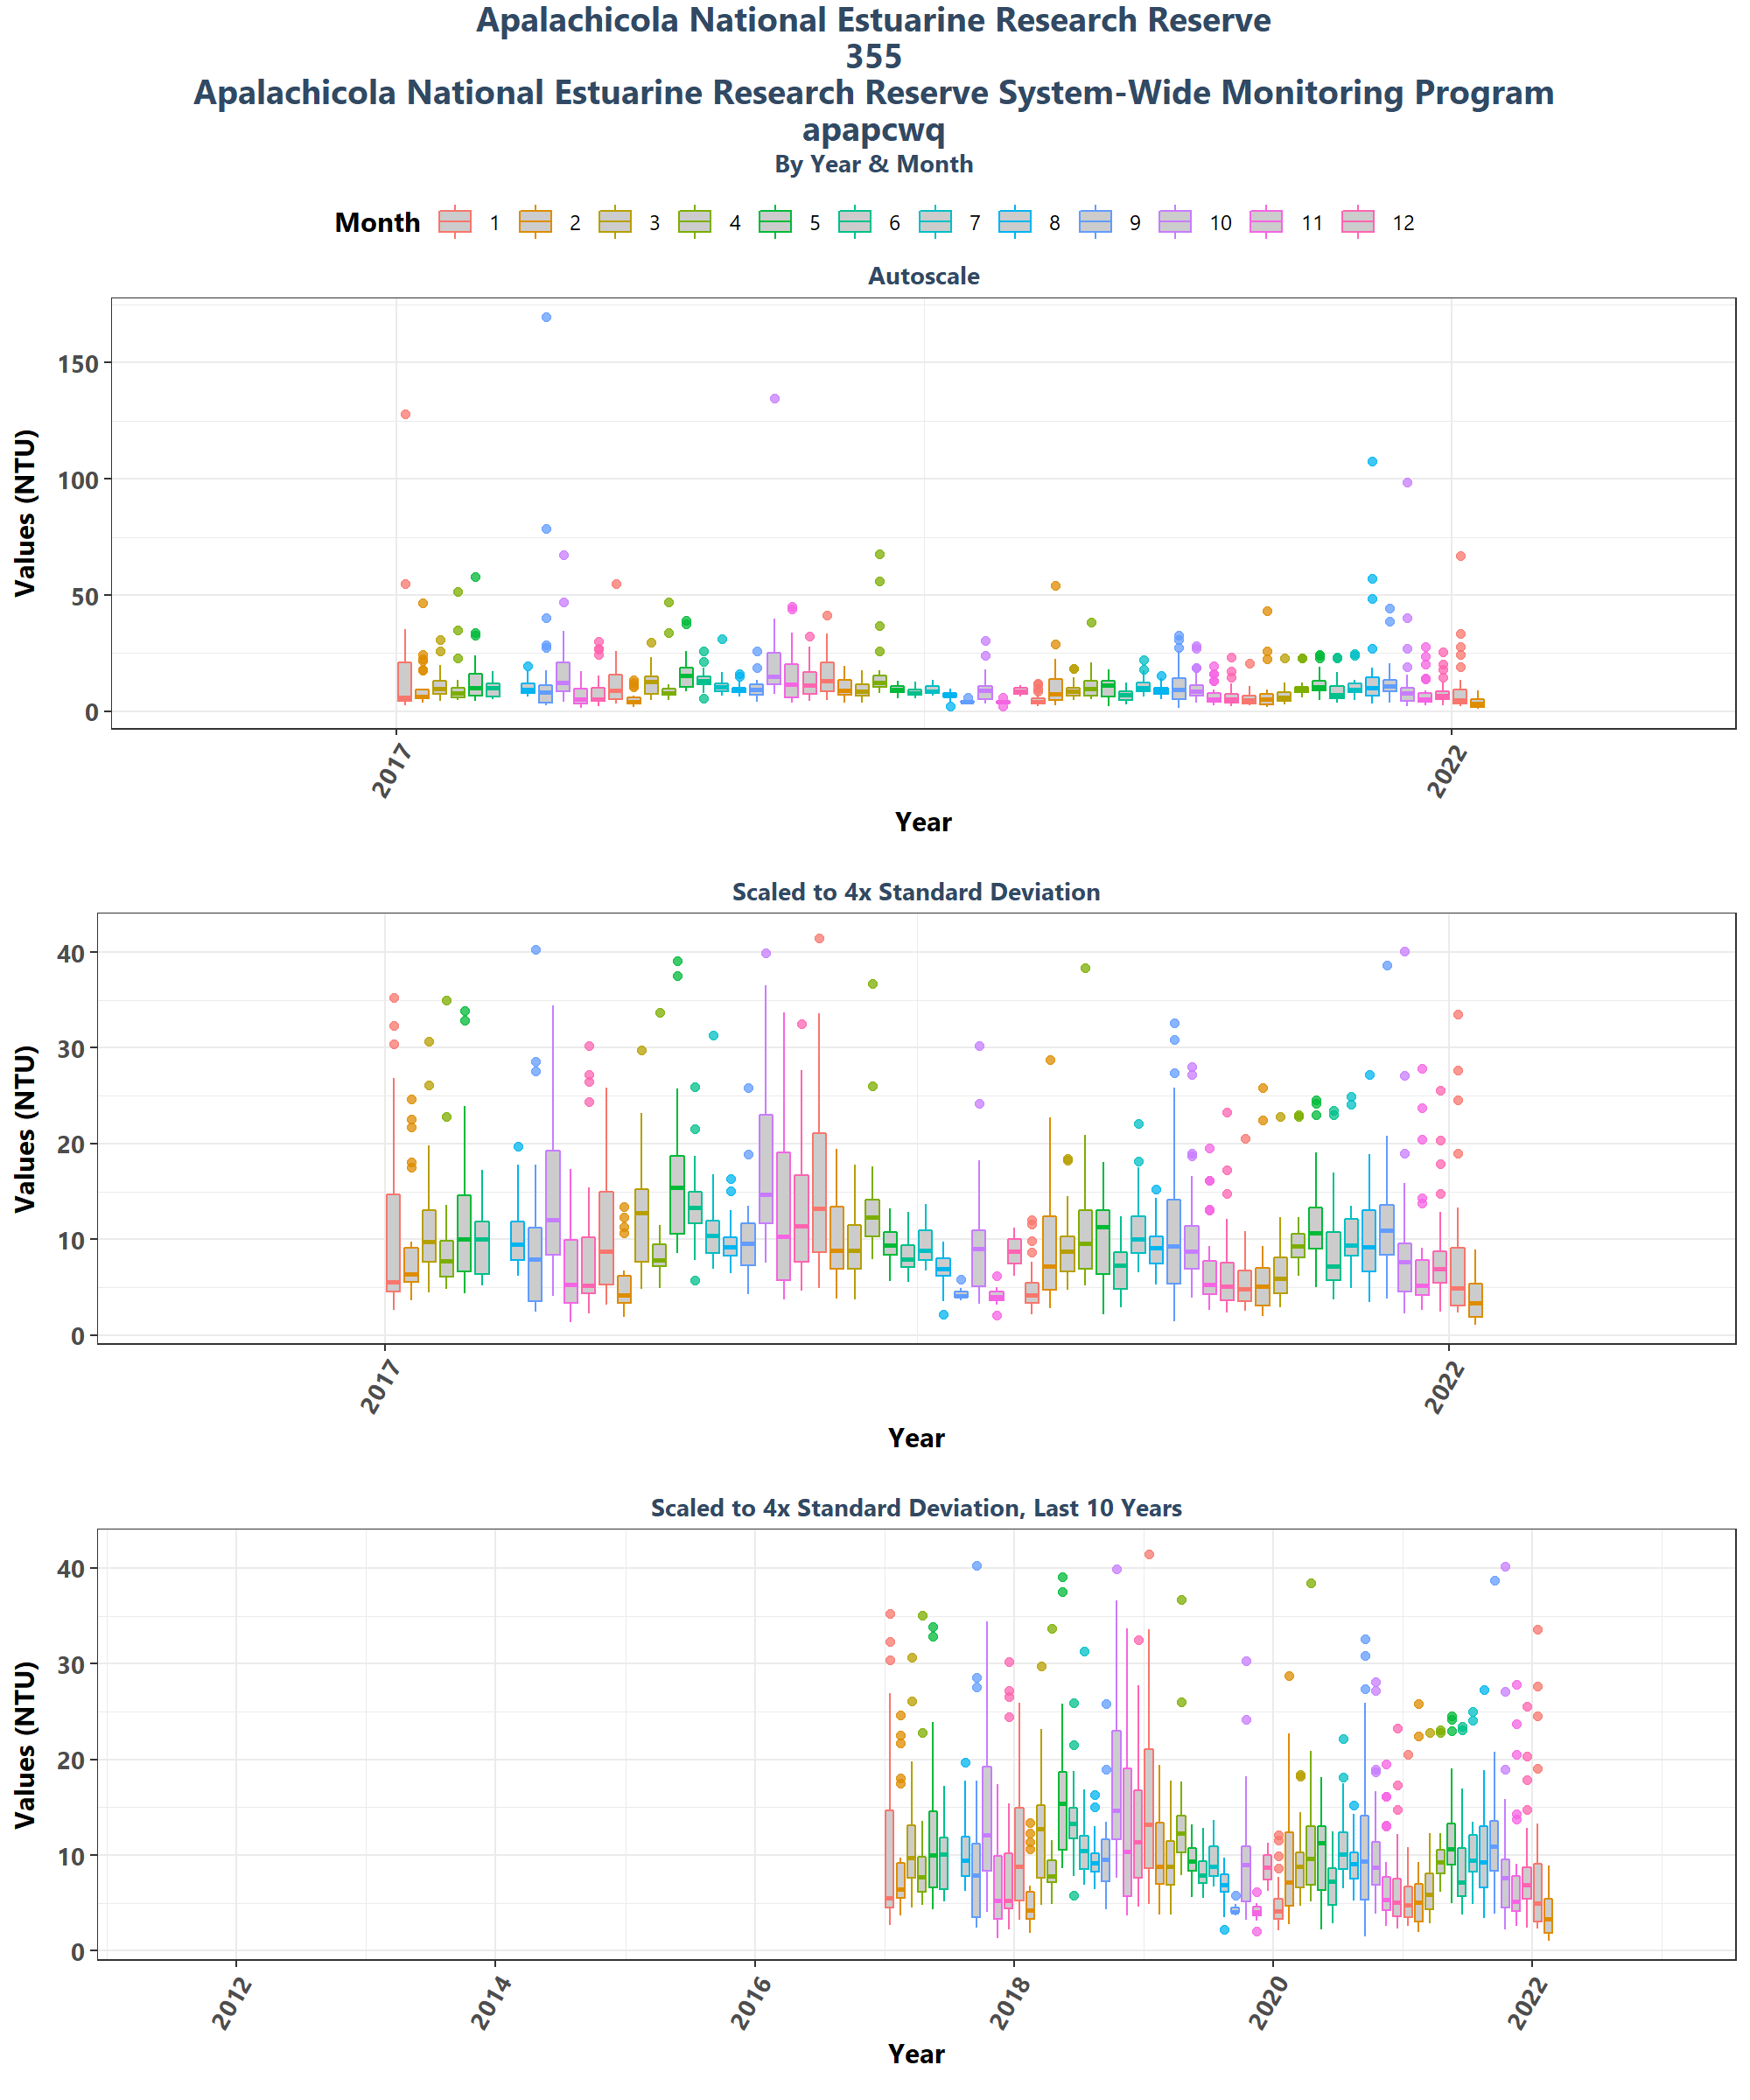 Apalachicola National Estuarine Research Reserve
355
Apalachicola National Estuarine Research Reserve System-Wide Monitoring Program
apapcwq
By Year & Month
Month 1 2 3 4 5 6 7 8 9 10 11 12
Autoscale
Values (NTU)
150
100
50
0
2017 2022
Year
Scaled to 4x Standard Deviation
Values (NTU)
40
30
20
10
0
2017 2022
Year
Scaled to 4x Standard Deviation, Last 10 Years
Values (NTU)
40
30
20
10
0
2012 2014 2016 2018 2020 2022
Year